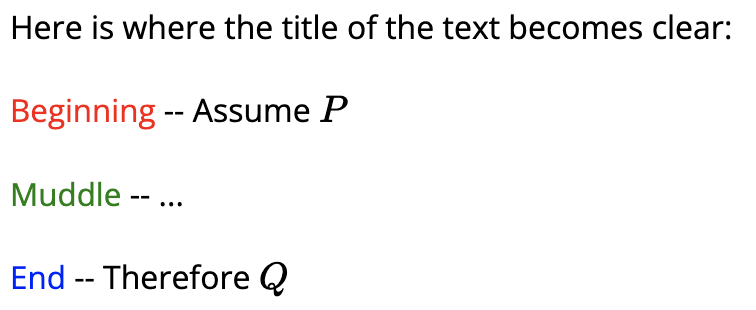 Here is where the title of the text becomes clear:
Beginning -- Assume P
Muddle -- ...
End -- Therefore Q